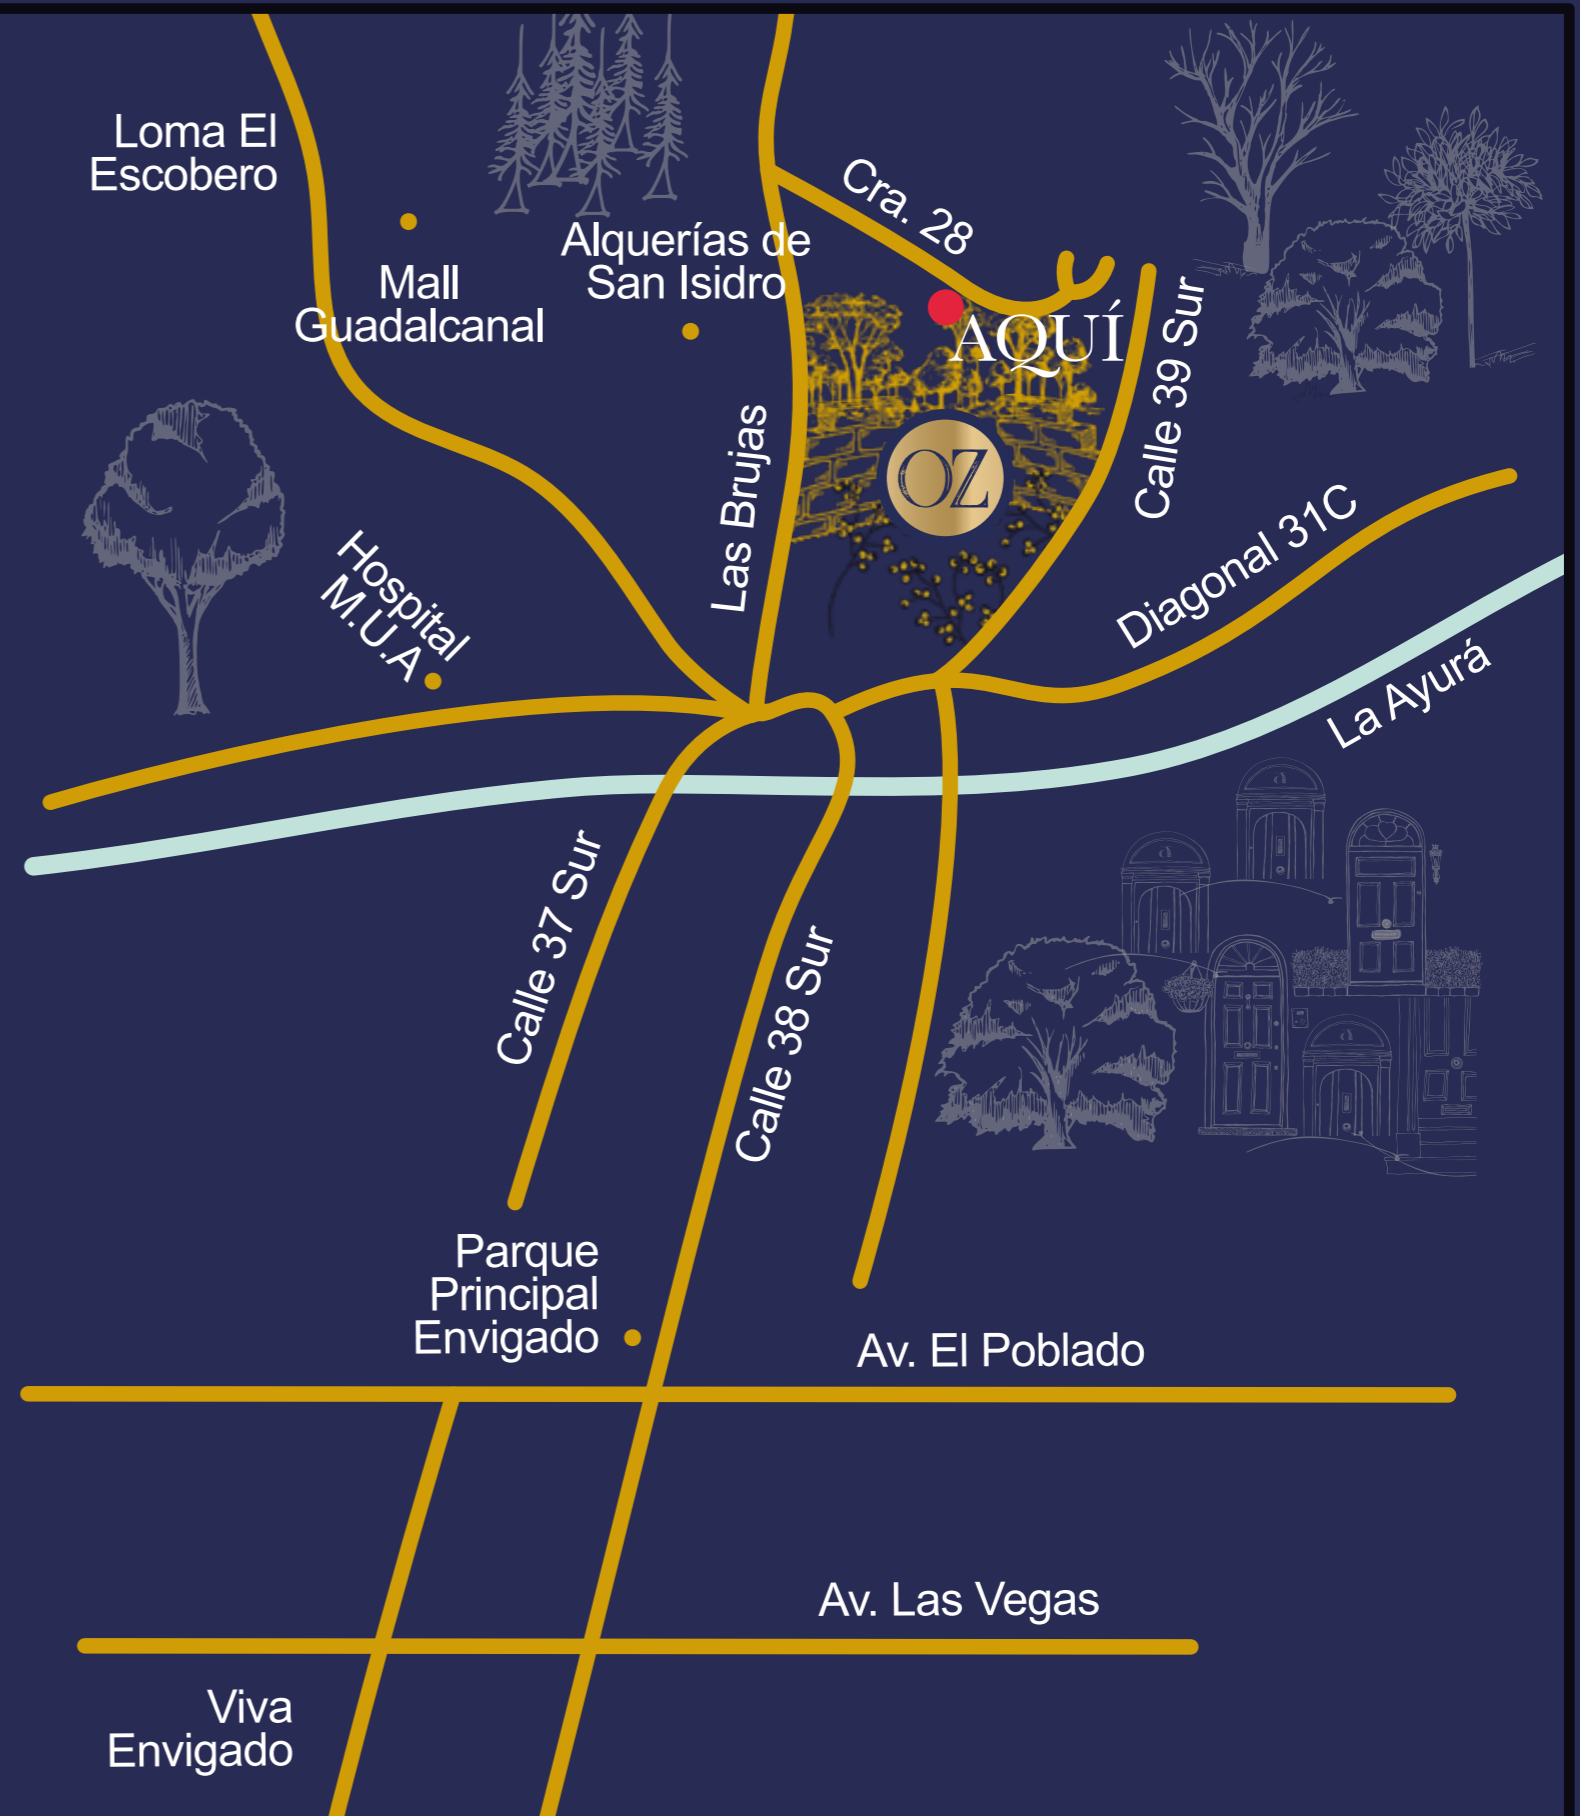 Loma El
Escobero
Cra. 28
Alquerías de
San Isidro
Mall
Guadalcanal
AQUÍ
Calle 39 Sur
Las Brujas
OZ
Diagonal 31C
Hospital
M.U.A
La Ayurá
Calle 37 Sur
Calle 38 Sur
Parque
Principal
Envigado
Av. El Poblado
Av. Las Vegas
Viva
Envigado